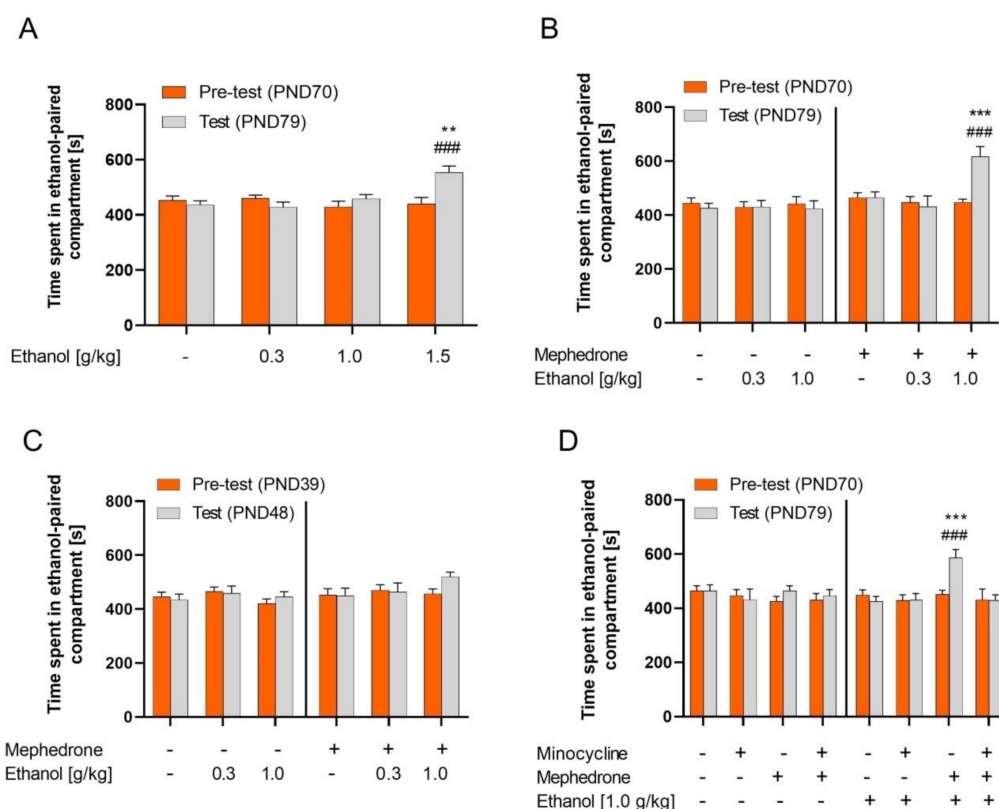 A
Time spent in ethanol-paired
compartment [s]
Pre-test (PND70)
Test (PND79)
800
600
400
200
0
**
###
Ethanol [g/kg] - 0.3 1.0 1.5
B
Time spent in ethanol-paired
compartment [s]
Pre-test (PND70)
Test (PND79)
800
600
400
200
0
***
###
Mephedrone - - - + + +
Ethanol [g/kg] - 0.3 1.0 - 0.3 1.0
C
Time spent in ethanol-paired
compartment [s]
Pre-test (PND39)
Test (PND48)
800
600
400
200
0
Mephedrone - - - + + +
Ethanol [g/kg] - 0.3 1.0 - 0.3 1.0
D
Time spent in ethanol-paired
compartment [s]
Pre-test (PND70)
Test (PND79)
800
600
400
200
0
***
###
Minocycline - + - + - + - +
Mephedrone - - + + - - + +
Ethanol [1.0 g/kg] - - - - + + + +